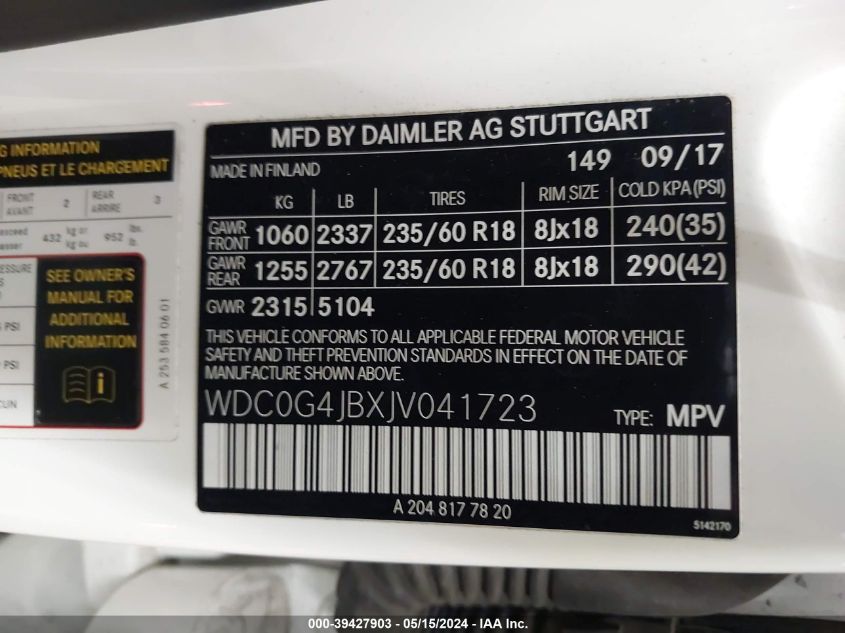 G INFORMATION
PNEUS ET LE CHARGEMENT
FRONT AVANT 2 REAR ARRIÈRE 3
exceed 432 kg or kg ou 952 lbs. lb.
SEE OWNER'S
MANUAL FOR
ADDITIONAL
INFORMATION
PSI
PSI
A 253 584 06 01
MFD BY DAIMLER AG STUTTGART
MADE IN FINLAND 149 09/17
KG LB TIRES RIM SIZE COLD KPA(PSI)
GAWR FRONT 1060 2337 235/60 R18 8Jx18 240(35)
GAWR REAR 1255 2767 235/60 R18 8Jx18 290(42)
GVWR 2315 5104
THIS VEHICLE CONFORMS TO ALL APPLICABLE FEDERAL MOTOR VEHICLE
SAFETY AND THEFT PREVENTION STANDARDS IN EFFECT ON THE DATE OF
MANUFACTURE SHOWN ABOVE.
WDC0G4JBXJV041723 TYPE: MPV
A 204 817 78 20
5142170
000-39427903 - 05/15/2024 - IAA Inc.